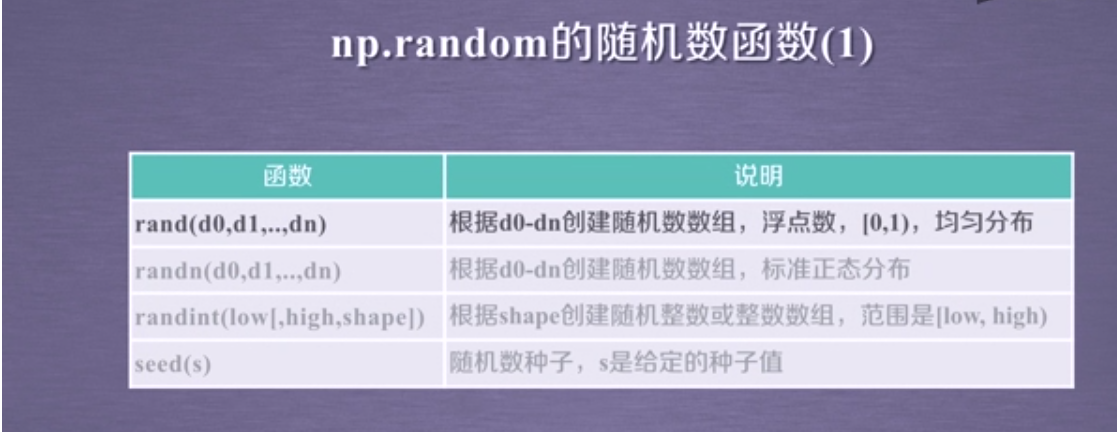 np.random的随机数函数(1)
函数 说明
rand(d0,d1,..,dn) 根据d0-dn创建随机数数组，浮点数，[0,1)，均匀分布
randn(d0,d1,..,dn) 根据d0-dn创建随机数数组，标准正态分布
randint(low[,high,shape]) 根据shape创建随机整数或整数数组，范围是[low, high)
seed(s) 随机数种子，s是给定的种子值